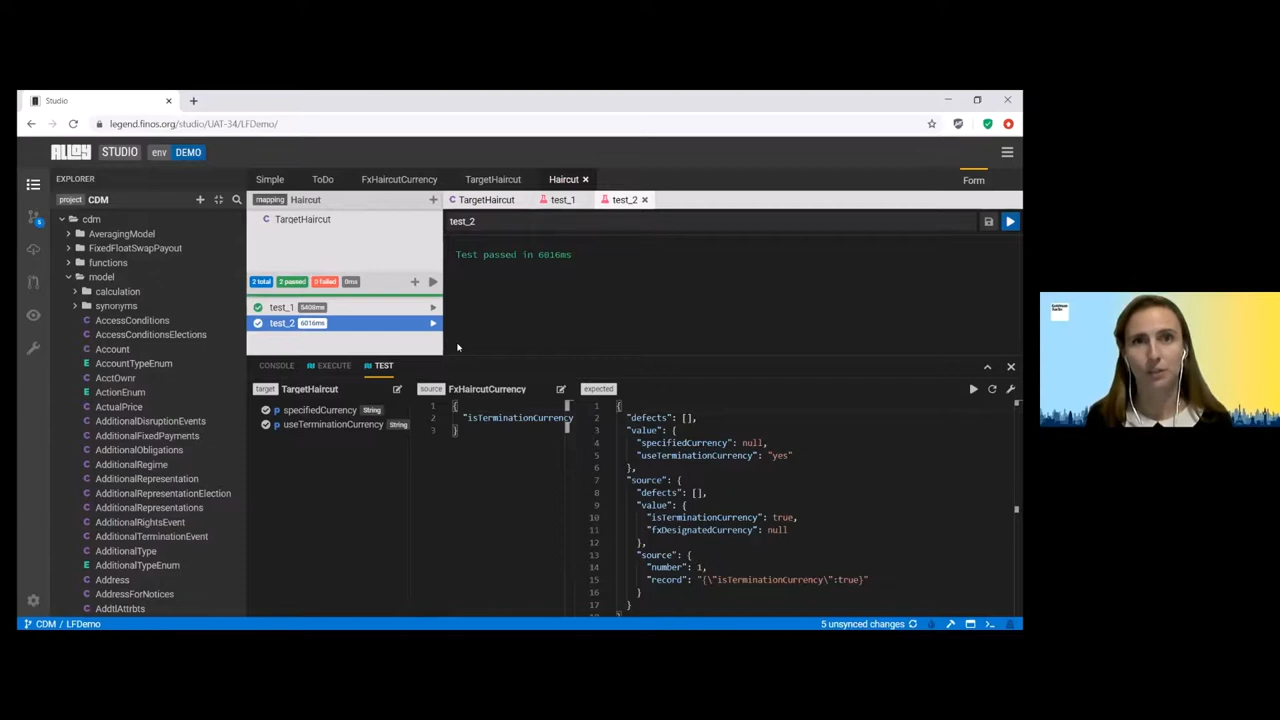 Studio
legend.finos.org/studio/UAT-34/LFDemo/
ALLOY STUDIO env DEMO
EXPLORER
Simple ToDo FxHaircutCurrency TargetHaircut Haircut Form
project CDM
mapping Haircut
TargetHaircut test_1 test_2
cdm
AveragingModel
FixedFloatSwapPayout
functions
model
calculation
synonyms
AccessConditions
AccessConditionsElections
Account
AccountTypeEnum
AcctOwnr
ActionEnum
ActualPrice
AdditionalDisruptionEvents
AdditionalFixedPayments
AdditionalObligations
AdditionalRegime
AdditionalRepresentation
AdditionalRepresentationElection
AdditionalRepresentations
AdditionalRightsEvent
AdditionalTerminationEvent
AdditionalType
AdditionalTypeEnum
Address
AddressForNotices
AddtlAttrbts
TargetHaircut
2 total 2 passed 0 failed 0ms
test_1 5408ms
test_2 6016ms
test_2
Test passed in 6016ms
CONSOLE EXECUTE TEST
target TargetHaircut
specifiedCurrency String
useTerminationCurrency String
source FxHaircutCurrency
1 {
2 "isTerminationCurrency
3 }
expected
1 {
2 "defects": [],
3 "value": {
4 "specifiedCurrency": null,
5 "useTerminationCurrency": "yes"
6 },
7 "source": {
8 "defects": [],
9 "value": {
10 "isTerminationCurrency": true,
11 "fxDesignatedCurrency": null
12 },
13 "source": {
14 "number": 1,
15 "record": "{\"isTerminationCurrency\":true}"
16 }
17 }
CDM / LFDemo
5 unsynced changes